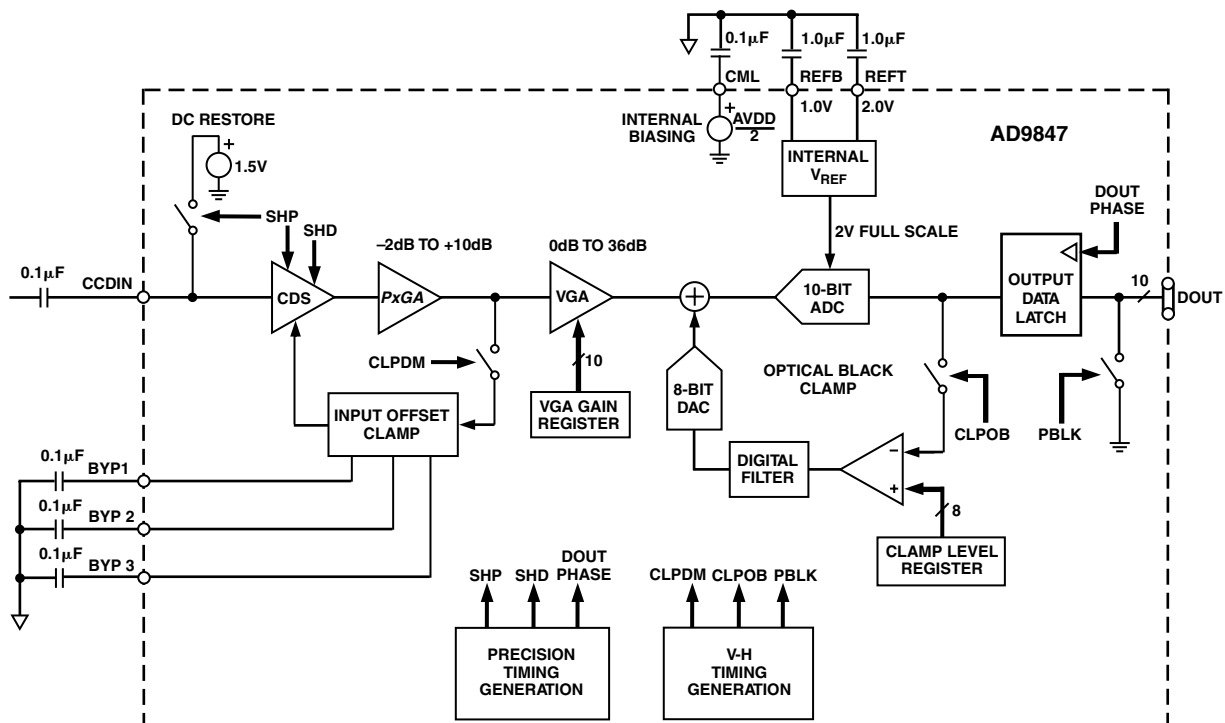 0.1µF
1.0µF
1.0µF
CML
REFB
REFT
1.0V
2.0V
DC RESTORE
+
1.5V
INTERNAL
BIASING
+
AVDD
2
INTERNAL
VREF
AD9847
SHP
SHD
–2dB TO +10dB
0dB TO 36dB
2V FULL SCALE
DOUT
PHASE
0.1µF
CCDIN
CDS
PxGA
VGA
+
10-BIT
ADC
OUTPUT
DATA
LATCH
10
DOUT
CLPDM
10
8-BIT
DAC
OPTICAL BLACK
CLAMP
CLPOB
PBLK
INPUT OFFSET
CLAMP
VGA GAIN
REGISTER
DIGITAL
FILTER
–
+
8
CLAMP LEVEL
REGISTER
0.1µF
BYP1
0.1µF
BYP 2
0.1µF
BYP 3
SHP
SHD
DOUT
PHASE
CLPDM
CLPOB
PBLK
PRECISION
TIMING
GENERATION
V-H
TIMING
GENERATION